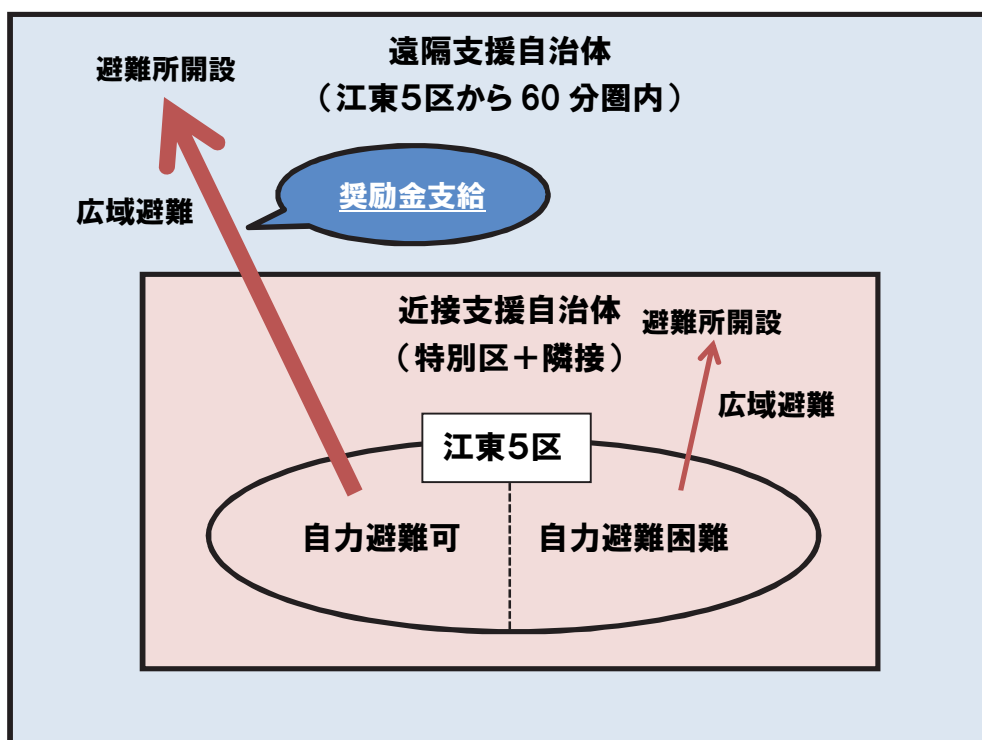 遠隔支援自治体
（江東5区から 60 分圏内）
避難所開設
広域避難
奨励金支給
近接支援自治体
（特別区＋隣接）
避難所開設
広域避難
江東5区
自力避難可
自力避難困難